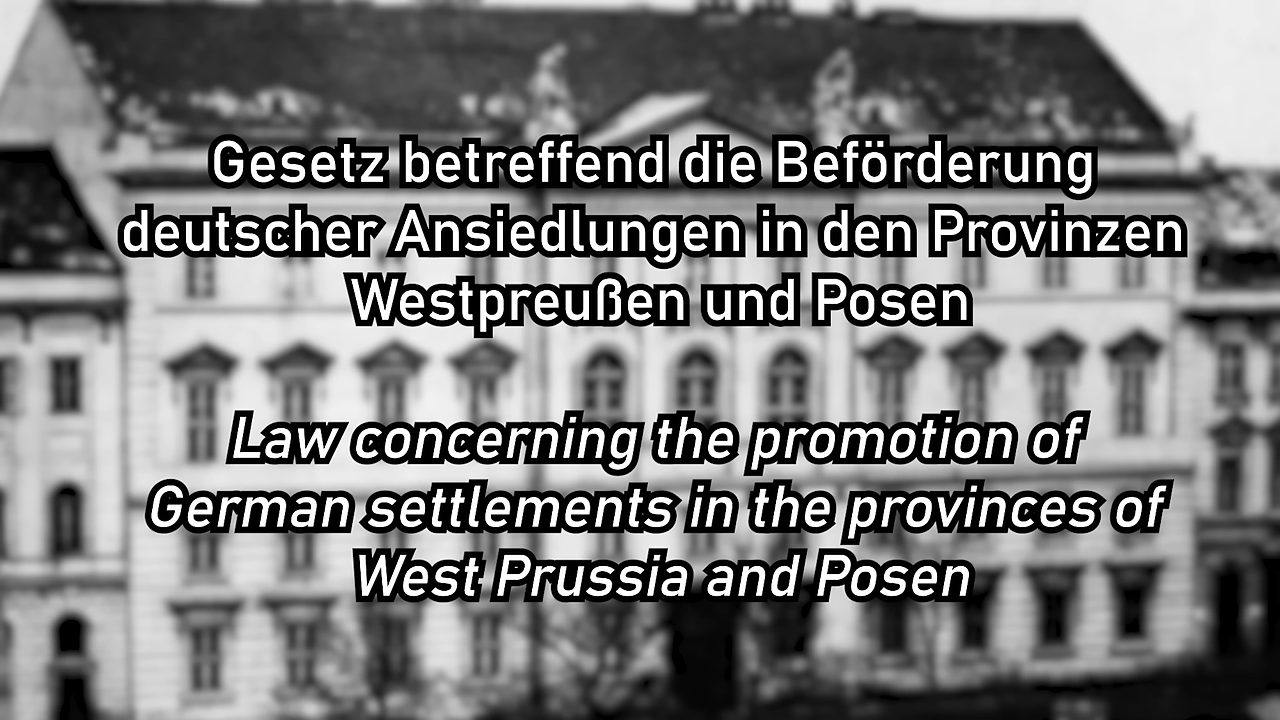 Gesetz betreffend die Beförderung
deutscher Ansiedlungen in den Provinzen
Westpreußen und Posen
Law concerning the promotion of
German settlements in the provinces of
West Prussia and Posen